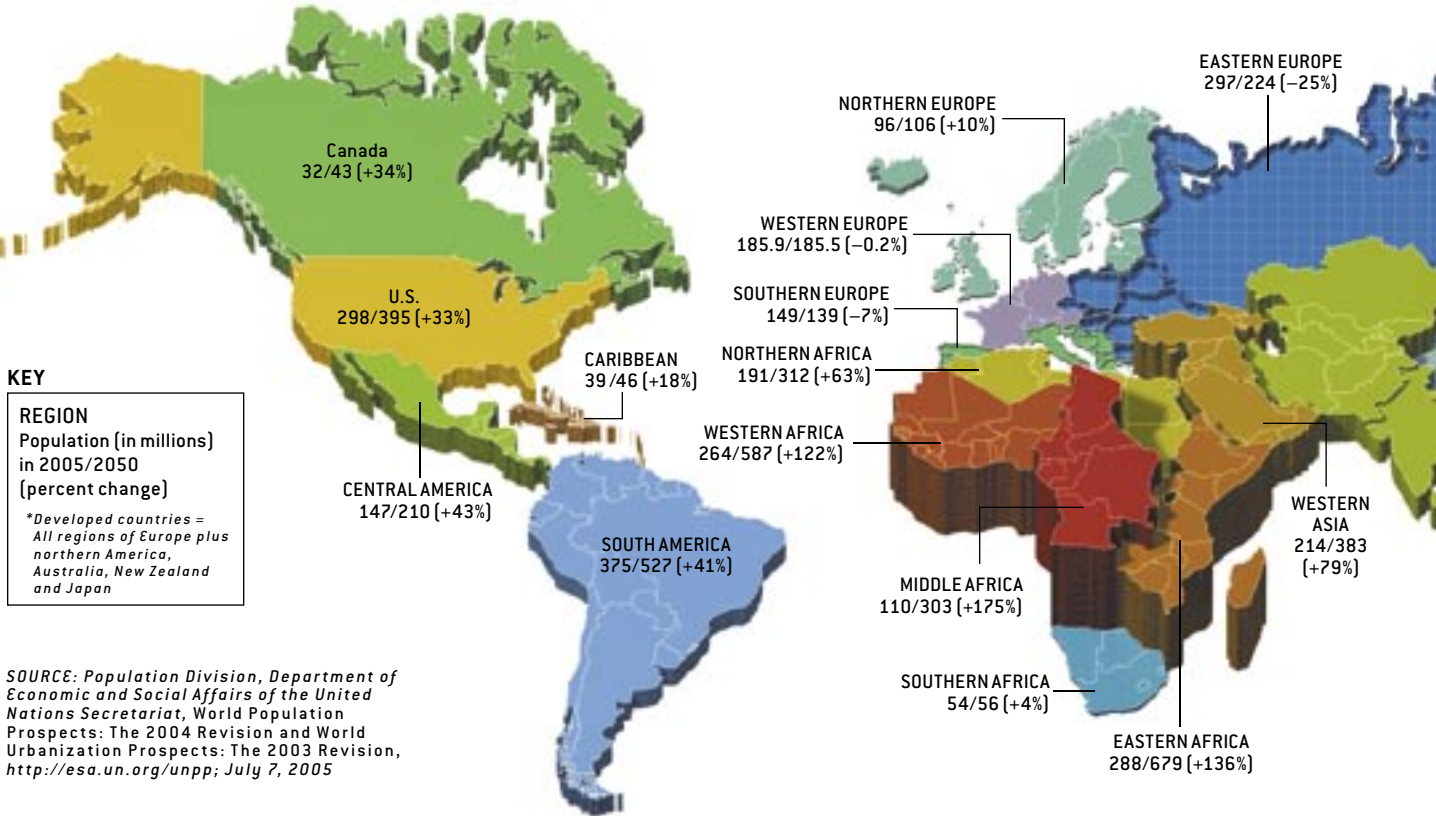 EASTERN EUROPE
297/224 (–25%)
NORTHERN EUROPE
96/106 (+10%)
Canada
32/43 (+34%)
WESTERN EUROPE
185.9/185.5 (–0.2%)
U.S.
298/395 (+33%)
SOUTHERN EUROPE
149/139 (–7%)
CARIBBEAN
39/46 (+18%)
NORTHERN AFRICA
191/312 (+63%)
KEY
REGION
Population (in millions)
in 2005/2050
(percent change)
*Developed countries =
All regions of Europe plus
northern America,
Australia, New Zealand
and Japan
WESTERN AFRICA
264/587 (+122%)
CENTRAL AMERICA
147/210 (+43%)
WESTERN
ASIA
214/383
(+79%)
SOUTH AMERICA
375/527 (+41%)
MIDDLE AFRICA
110/303 (+175%)
SOUTHERN AFRICA
54/56 (+4%)
EASTERN AFRICA
288/679 (+136%)
SOURCE: Population Division, Department of
Economic and Social Affairs of the United
Nations Secretariat, World Population
Prospects: The 2004 Revision and World
Urbanization Prospects: The 2003 Revision,
http://esa.un.org/unpp; July 7, 2005